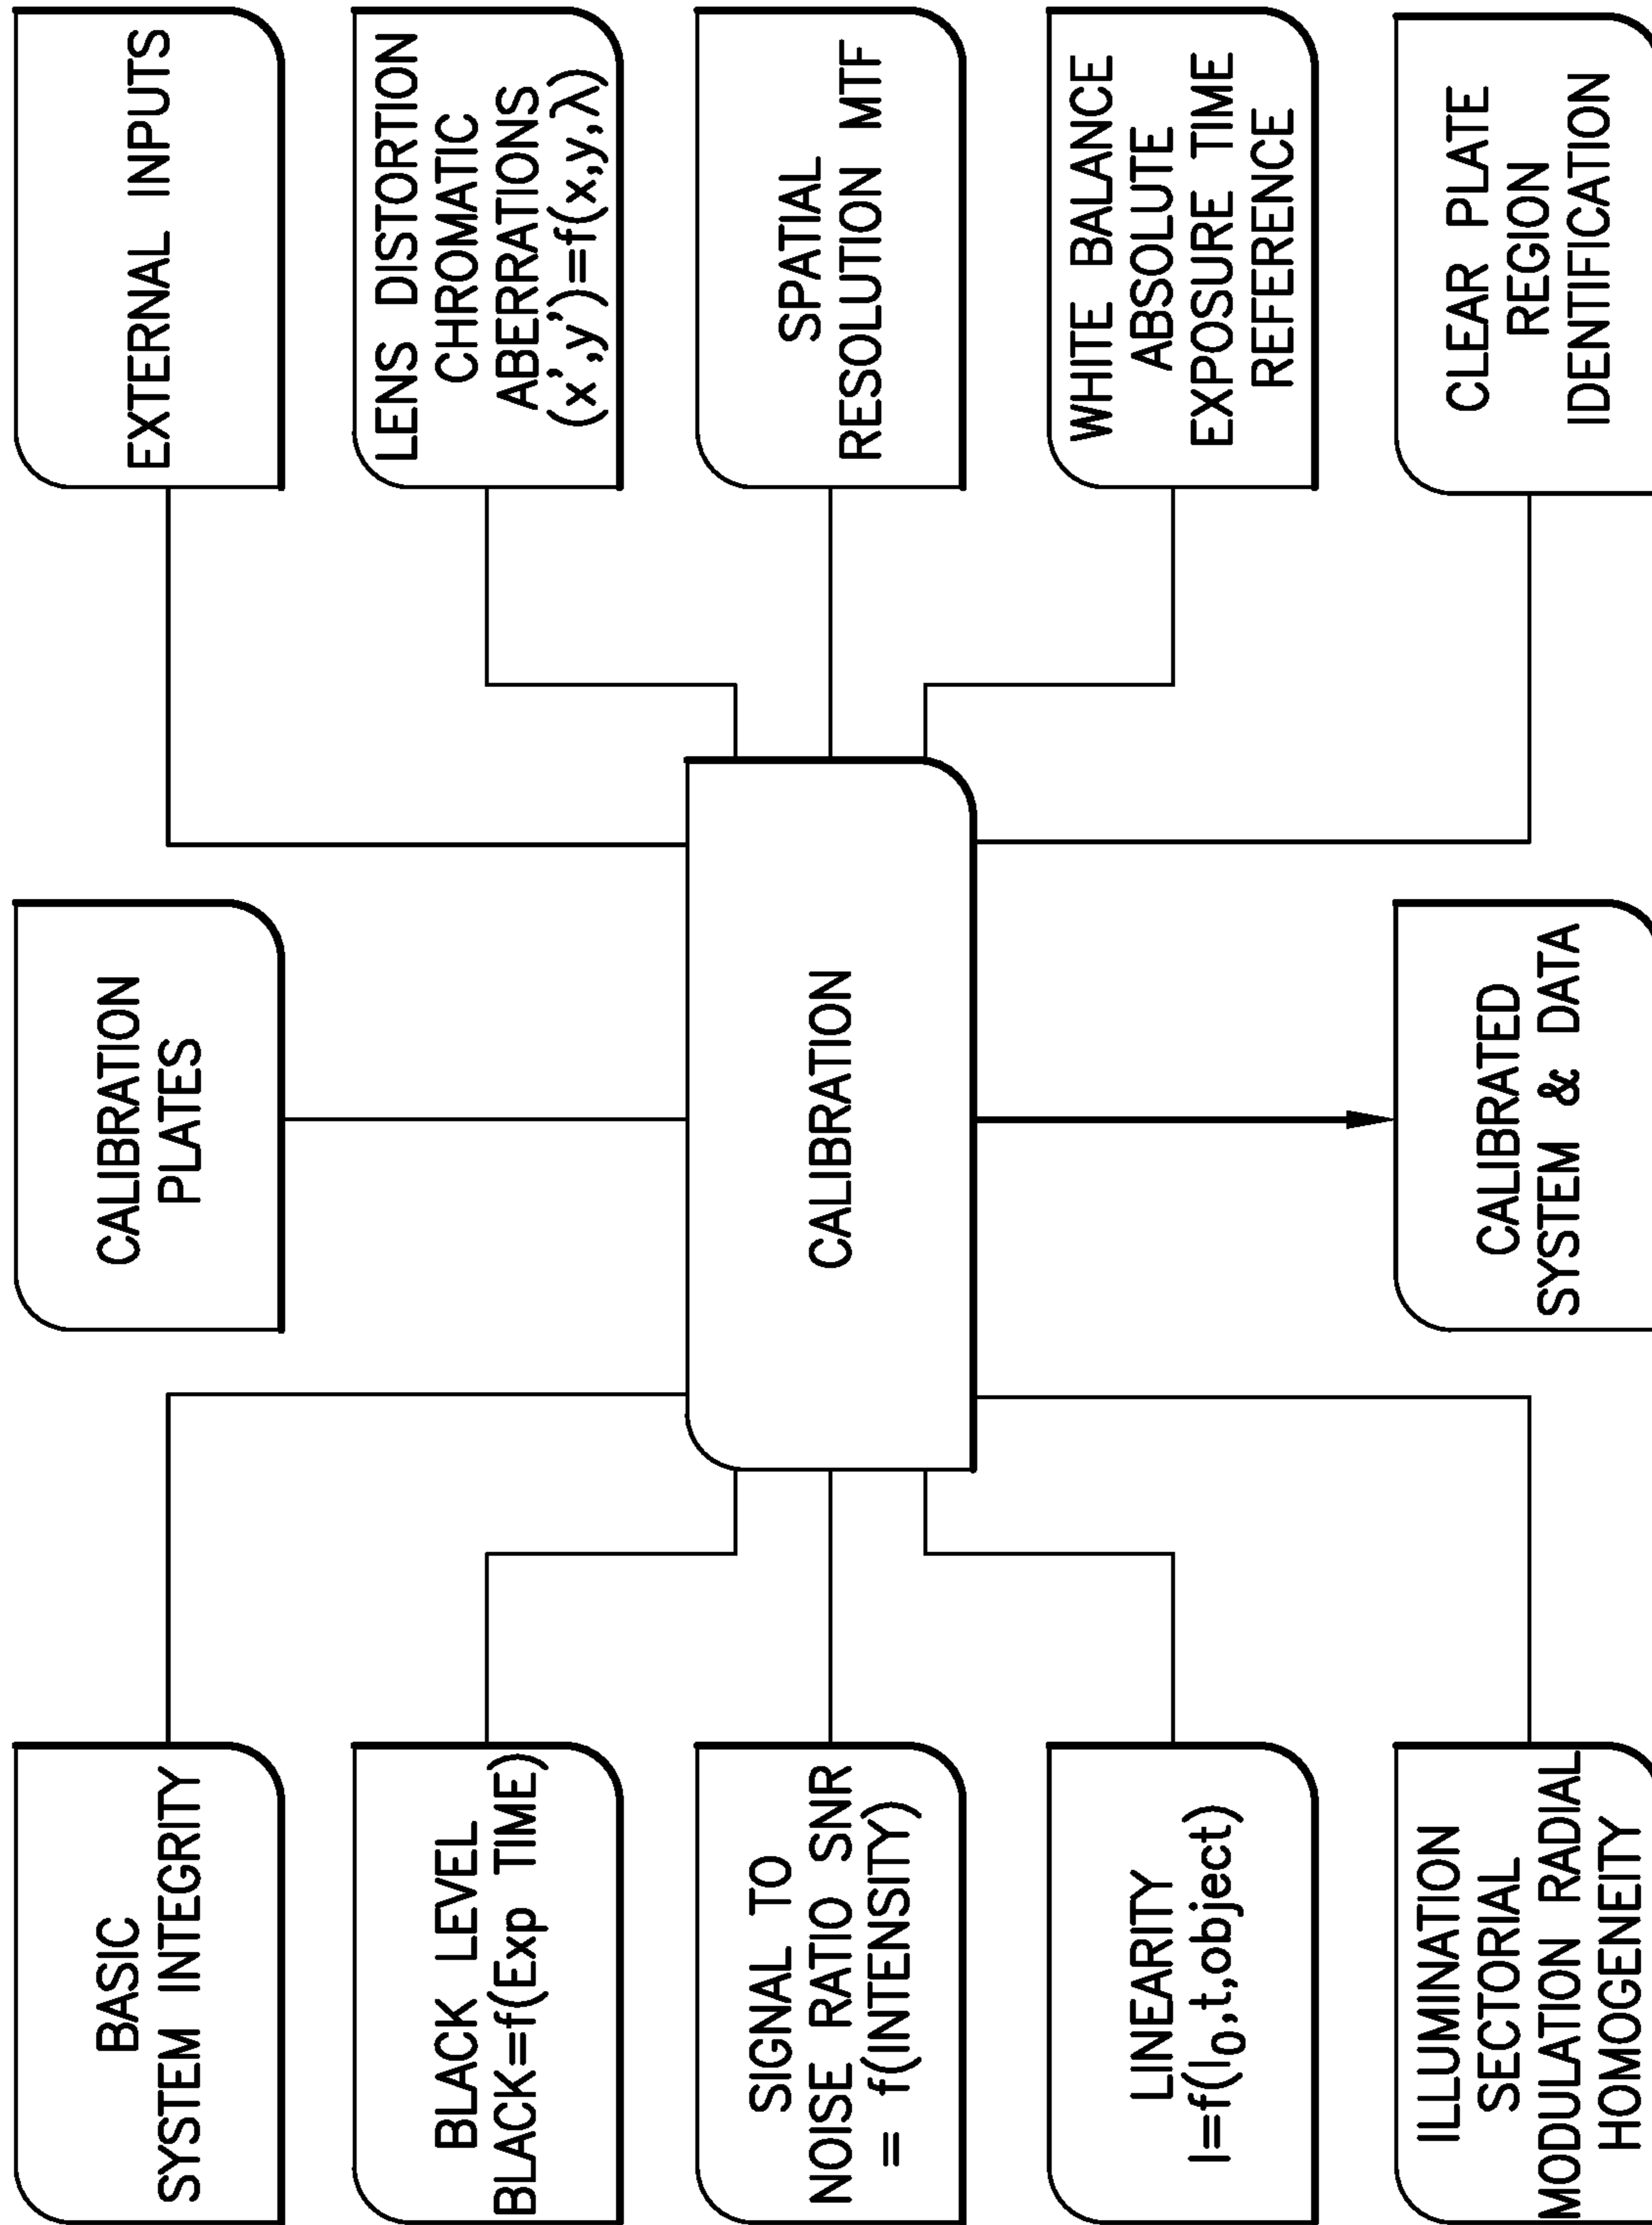 BASIC
SYSTEM INTEGRITY
CALIBRATION
PLATES
EXTERNAL INPUTS
BLACK LEVEL
BLACK=f(Exp TIME)
LENS DISTORTION
CHROMATIC
ABERRATIONS
(x',y')=f(x,y,λ)
SIGNAL TO
NOISE RATIO SNR
= f(INTENSITY)
CALIBRATION
SPATIAL
RESOLUTION MTF
LINEARITY
I=f(I₀,t,object)
WHITE BALANCE
ABSOLUTE
EXPOSURE TIME
REFERENCE
ILLUMINATION
SECTORIAL
MODULATION RADIAL
HOMOGENEITY
CALIBRATED
SYSTEM & DATA
CLEAR PLATE
REGION
IDENTIFICATION